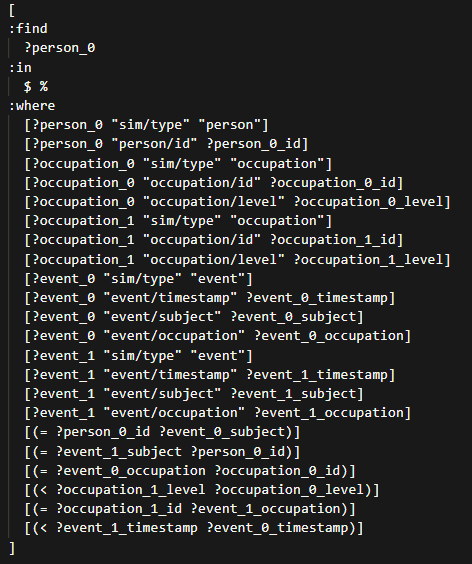 [
:find
  ?person_0
:in
  $ %
:where
  [?person_0 "sim/type" "person"]
  [?person_0 "person/id" ?person_0_id]
  [?occupation_0 "sim/type" "occupation"]
  [?occupation_0 "occupation/id" ?occupation_0_id]
  [?occupation_0 "occupation/level" ?occupation_0_level]
  [?occupation_1 "sim/type" "occupation"]
  [?occupation_1 "occupation/id" ?occupation_1_id]
  [?occupation_1 "occupation/level" ?occupation_1_level]
  [?event_0 "sim/type" "event"]
  [?event_0 "event/timestamp" ?event_0_timestamp]
  [?event_0 "event/subject" ?event_0_subject]
  [?event_0 "event/occupation" ?event_0_occupation]
  [?event_1 "sim/type" "event"]
  [?event_1 "event/timestamp" ?event_1_timestamp]
  [?event_1 "event/subject" ?event_1_subject]
  [?event_1 "event/occupation" ?event_1_occupation]
  [(= ?person_0_id ?event_0_subject)]
  [(= ?event_1_subject ?person_0_id)]
  [(= ?event_0_occupation ?occupation_0_id)]
  [(< ?occupation_1_level ?occupation_0_level)]
  [(= ?occupation_1_id ?event_1_occupation)]
  [(< ?event_1_timestamp ?event_0_timestamp)]
]